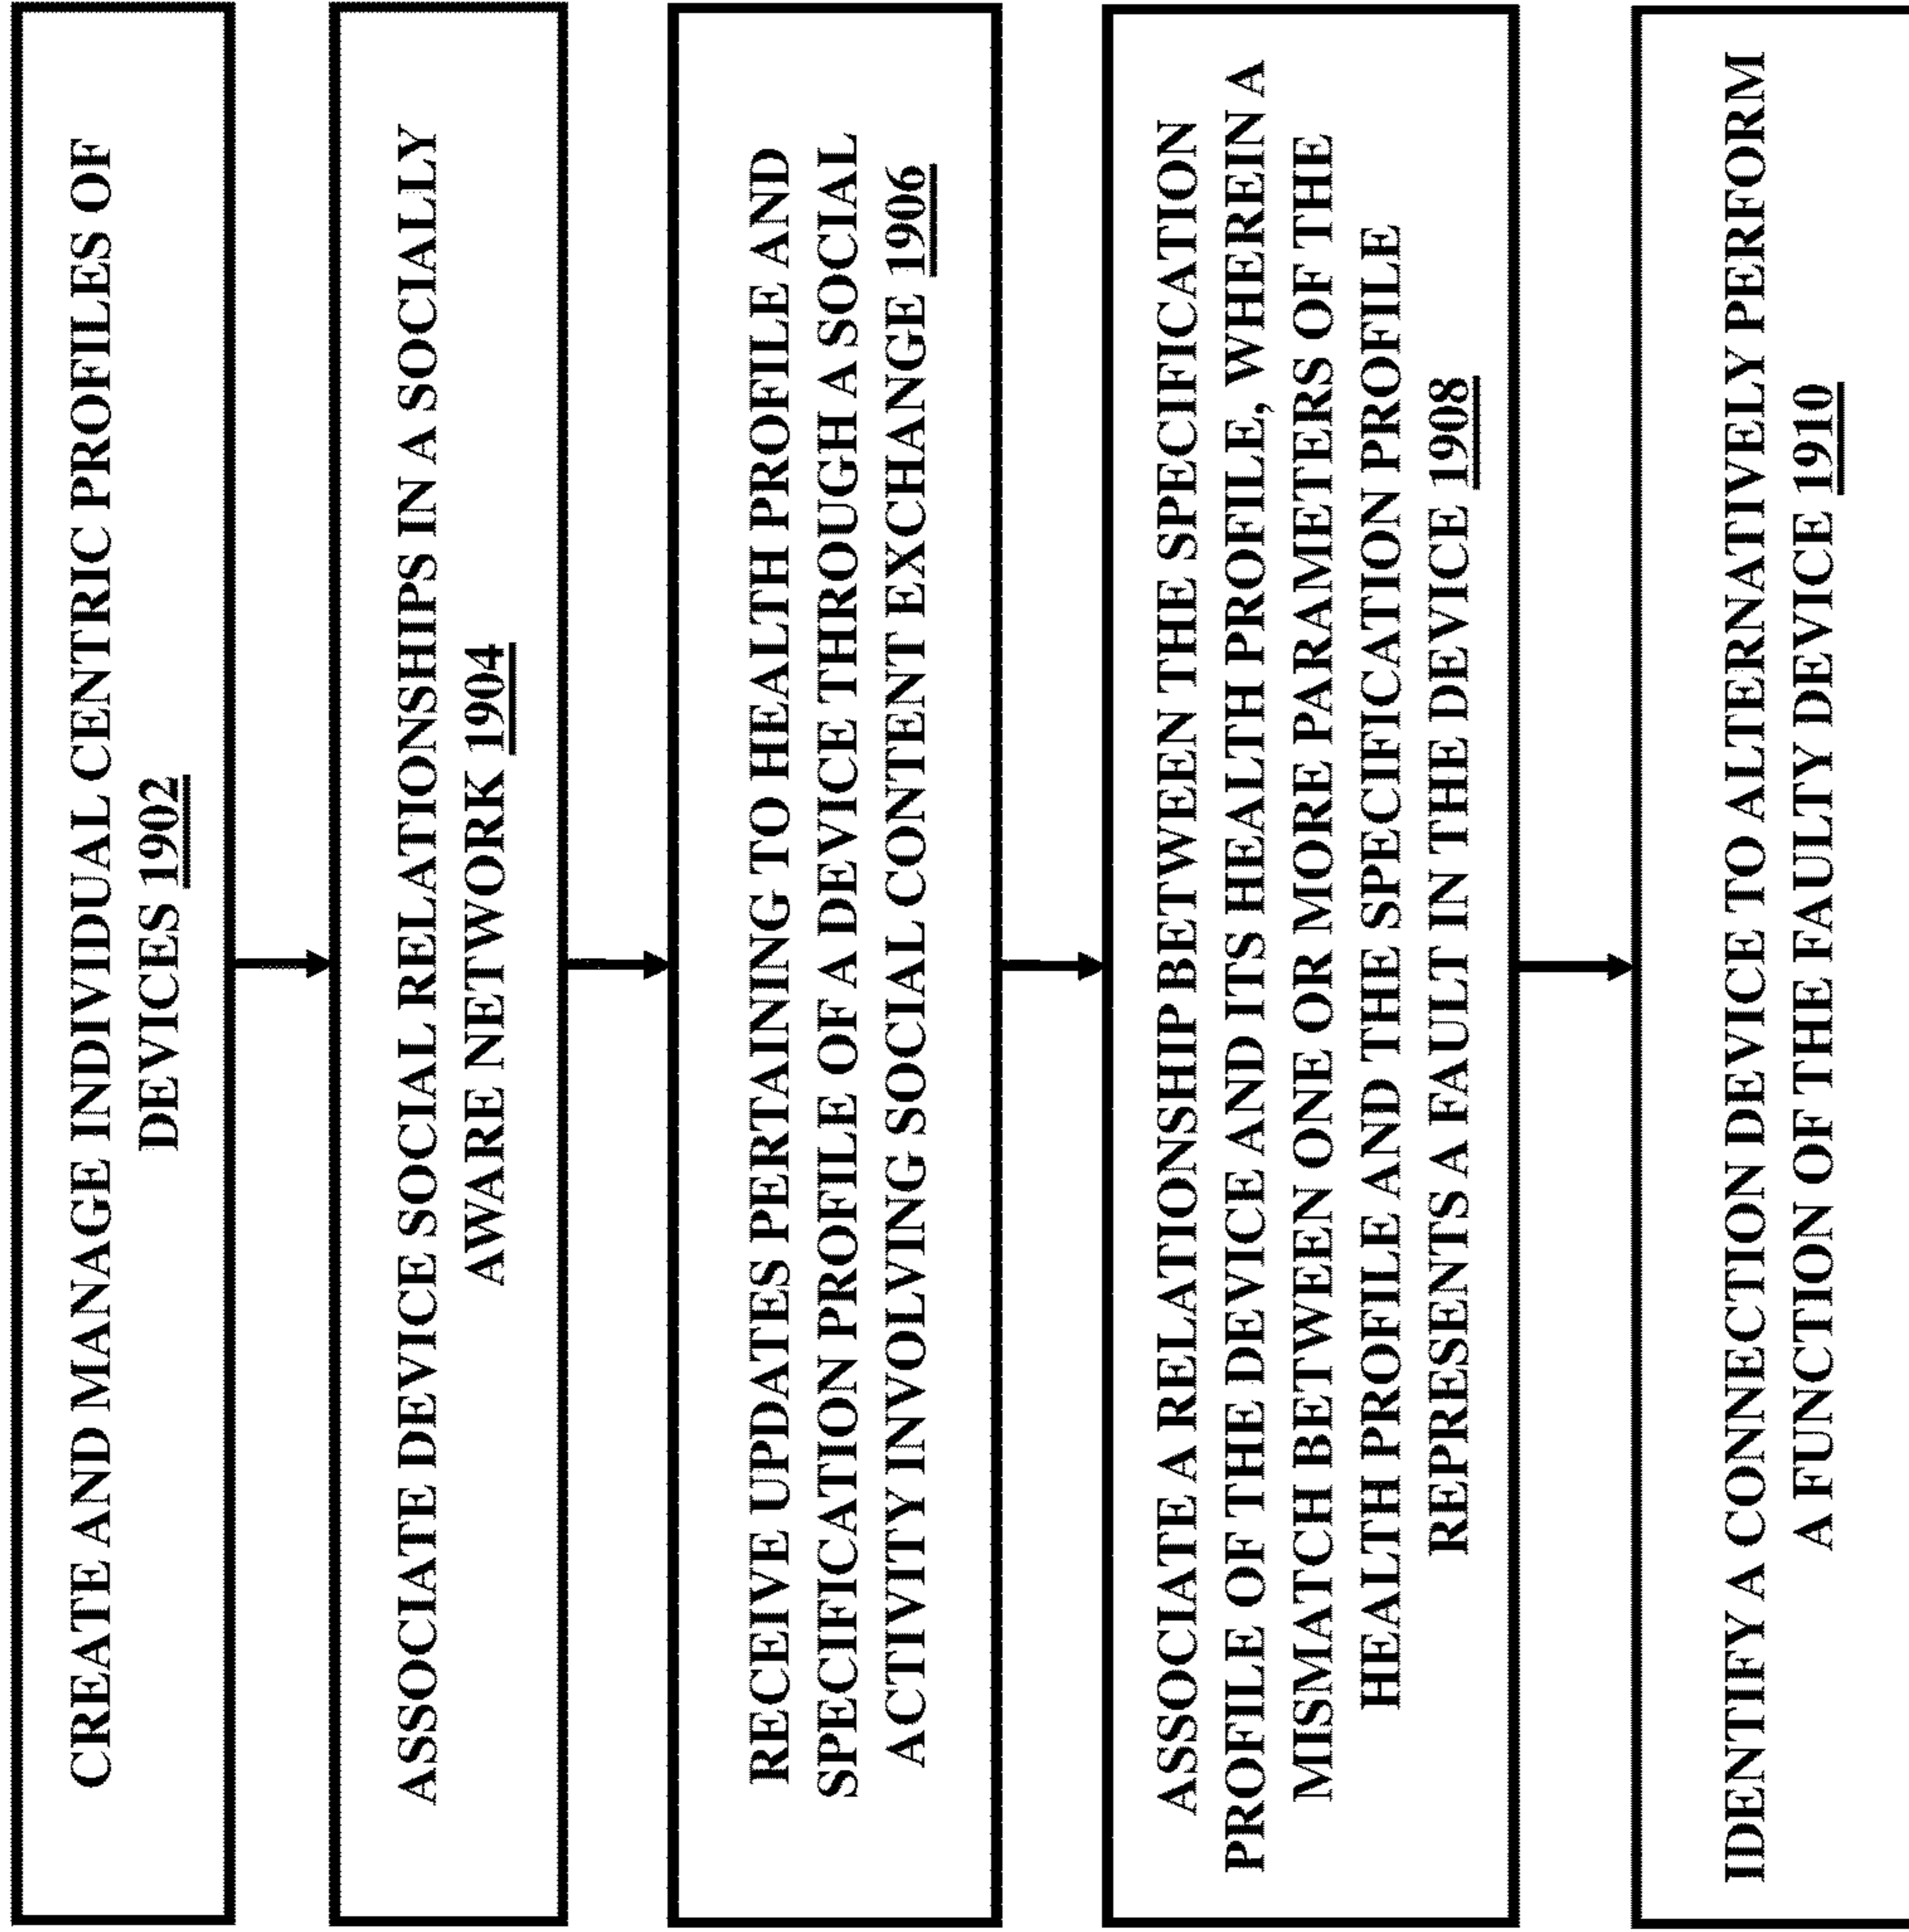 CREATE AND MANAGE INDIVIDUAL CENTRIC PROFILES OF
DEVICES 1902
ASSOCIATE DEVICE SOCIAL RELATIONSHIPS IN A SOCIALLY
AWARE NETWORK 1904
RECEIVE UPDATES PERTAINING TO HEALTH PROFILE AND
SPECIFICATION PROFILE OF A DEVICE THROUGH A SOCIAL
ACTIVITY INVOLVING SOCIAL CONTENT EXCHANGE 1906
ASSOCIATE A RELATIONSHIP BETWEEN THE SPECIFICATION
PROFILE OF THE DEVICE AND ITS HEALTH PROFILE, WHEREIN A
MISMATCH BETWEEN ONE OR MORE PARAMETERS OF THE
HEALTH PROFILE AND THE SPECIFICATION PROFILE
REPRESENTS A FAULT IN THE DEVICE 1908
IDENTIFY A CONNECTION DEVICE TO ALTERNATIVELY PERFORM
A FUNCTION OF THE FAULTY DEVICE 1910